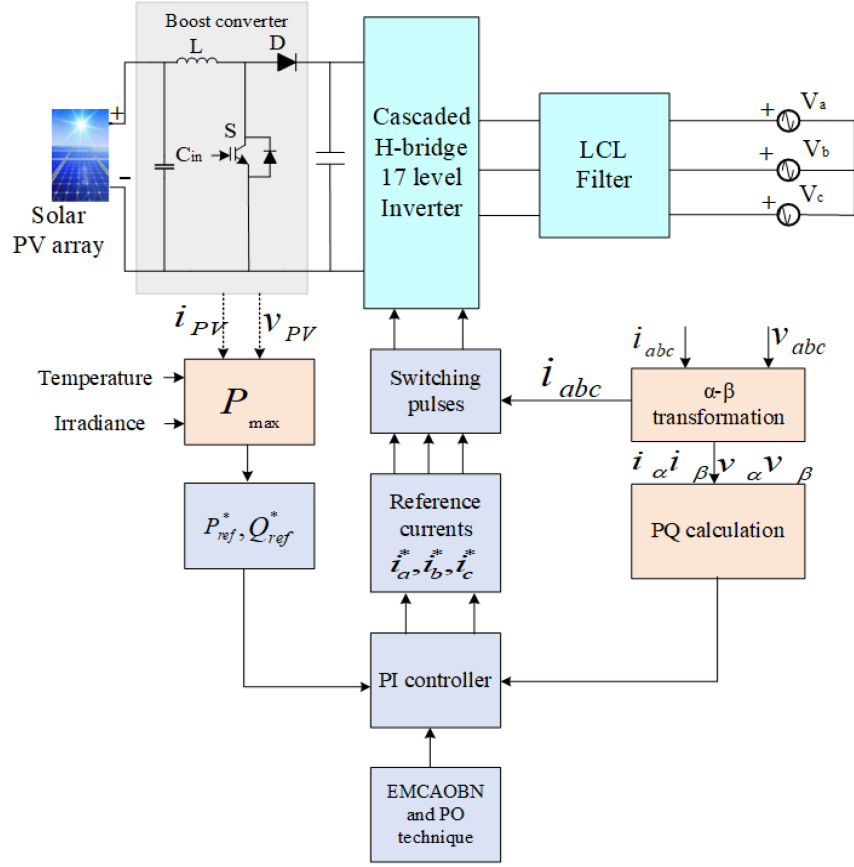 Boost converter
L
D
S
Cin
+
-
Solar
PV array
Cascaded
H-bridge
17 level
Inverter
LCL
Filter
+
Va
+
Vb
+
Vc
iPV
vPV
Temperature
Irradiance
Pmax
P*ref, Q*ref
Switching
pulses
iabc
iabc
vabc
α-β
transformation
iα iβ vα vβ
Reference
currents
i*a, i*b, i*c
PQ calculation
PI controller
EMCAOBN
and PO
technique